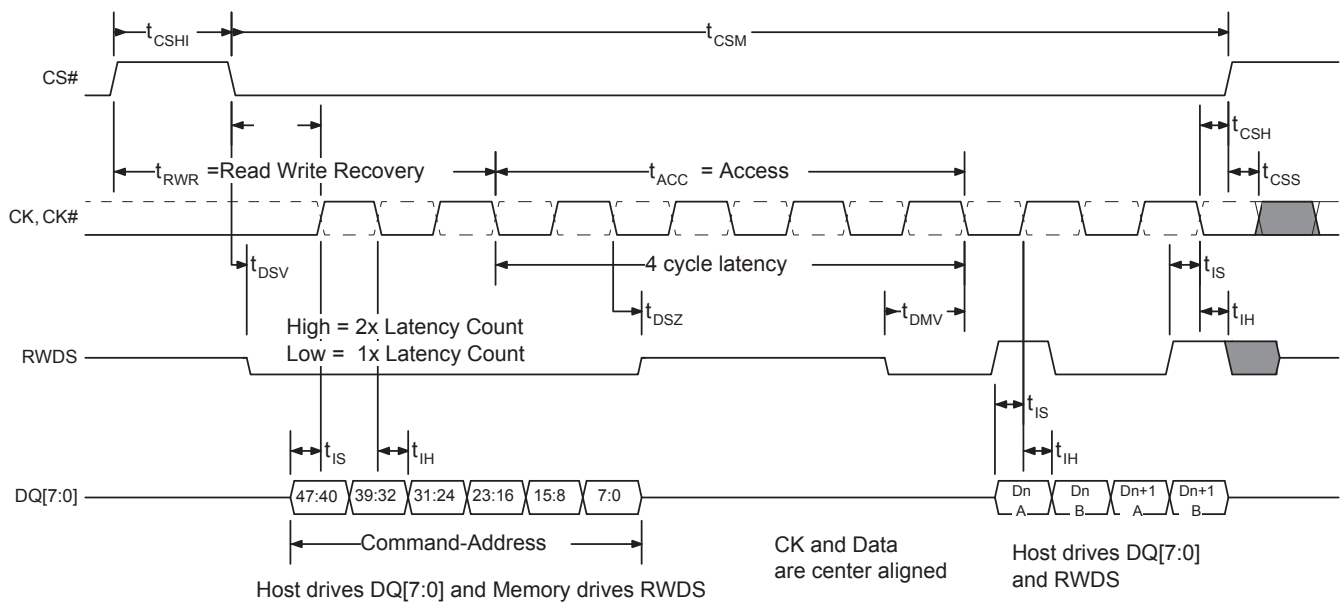 tCSHI
tCSM
CS#
tCSH
tRWR =Read Write Recovery
tACC = Access
tCSS
CK, CK#
tDSV
4 cycle latency
tIS
tDSZ
tDMV
tIH
High = 2x Latency Count
Low = 1x Latency Count
RWDS
tIS
tIS
tIH
tIH
DQ[7:0]
47:40 39:32 31:24 23:16 15:8 7:0
Dn Dn Dn+1 Dn+1
A B A B
Command-Address
CK and Data
are center aligned
Host drives DQ[7:0]
and RWDS
Host drives DQ[7:0] and Memory drives RWDS